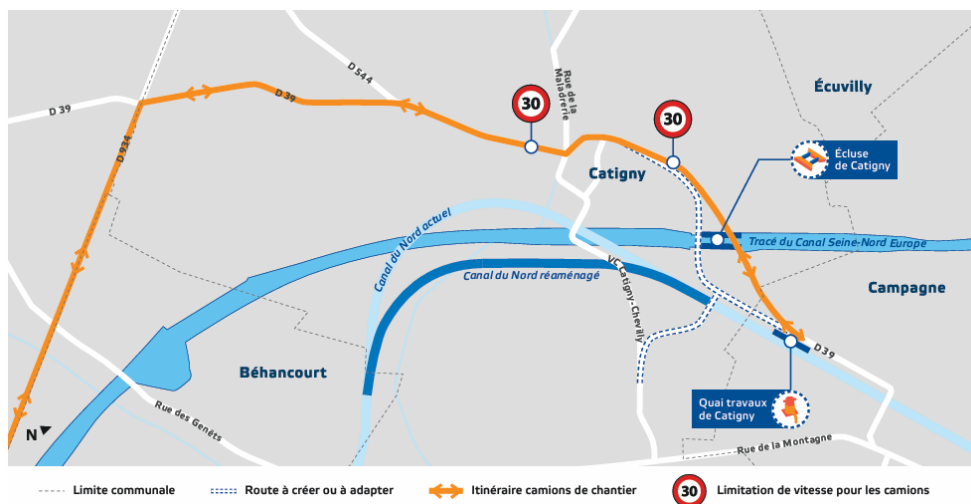 D 544
Rue de la
Maladrerie
Écuvilly
D 39
D 39
30
30
D 934
Écluse
de Catigny
Catigny
Canal du Nord actuel
Tracé du Canal Seine-Nord Europe
Canal du Nord réaménagé
VC Catigny-Chevilly
Campagne
D 39
Béhancourt
Quai travaux
de Catigny
Rue des Genêts
N
Rue de la Montagne
Limite communale
Route à créer ou à adapter
Itinéraire camions de chantier
30
Limitation de vitesse pour les camions